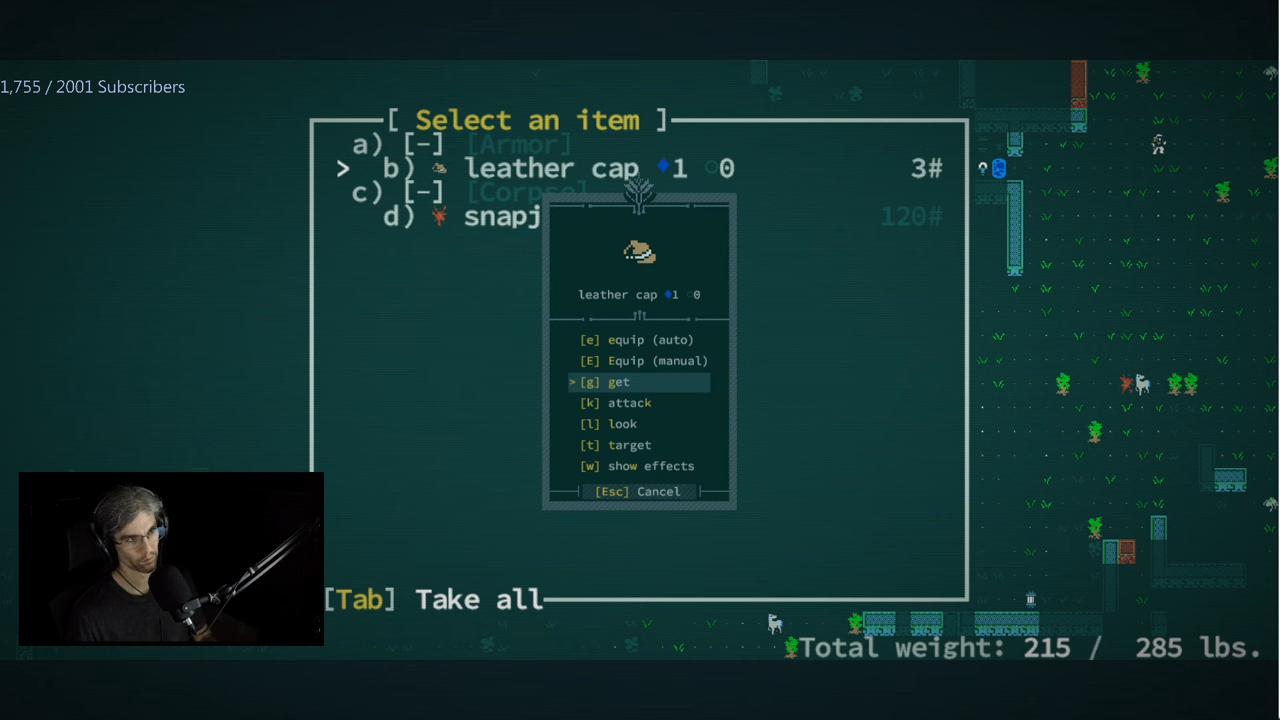 1,755 / 2001 Subscribers
[ Select an item ]
a) [-] [Armor]
> b) leather cap ♦1 ○0 3#
c) [-] [Corpse]
d) snapj 120#
leather cap ♦1 ○0
[e] equip (auto)
[E] Equip (manual)
> [g] get
[k] attack
[l] look
[t] target
[w] show effects
[Esc] Cancel
[Tab] Take all
Total weight: 215 / 285 lbs.